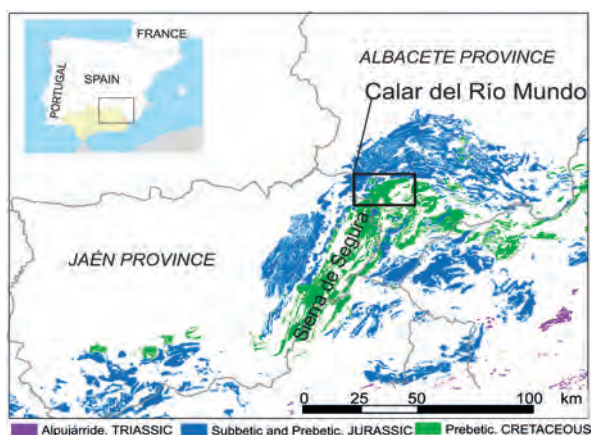 FRANCE
PORTUGAL
SPAIN
ALBACETE PROVINCE
Calar del Río Mundo
JAÉN PROVINCE
Sierra de Segura
0 50 100 km
Alpujárride. TRIASSIC Subbetic and Prebetic. JURASSIC Prebetic. CRETACEOUS